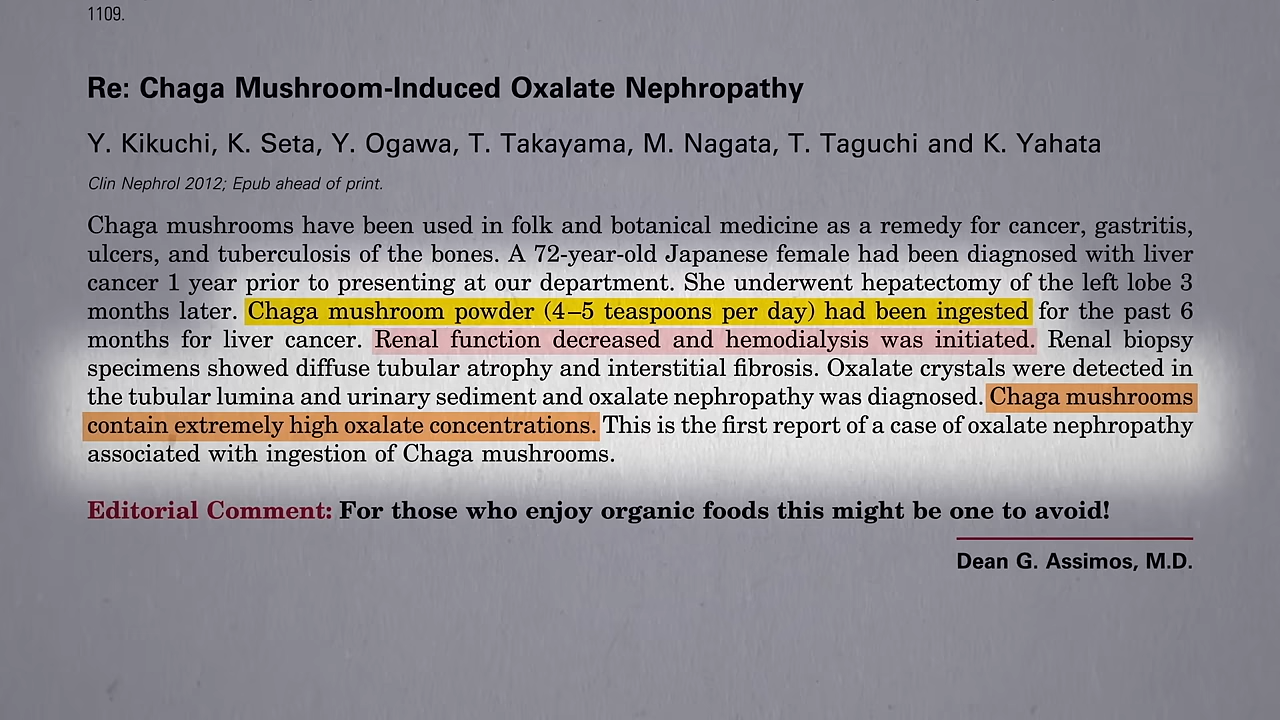 1109.
Re: Chaga Mushroom-Induced Oxalate Nephropathy
Y. Kikuchi, K. Seta, Y. Ogawa, T. Takayama, M. Nagata, T. Taguchi and K. Yahata
Clin Nephrol 2012; Epub ahead of print.
Chaga mushrooms have been used in folk and botanical medicine as a remedy for cancer, gastritis,
ulcers, and tuberculosis of the bones. A 72-year-old Japanese female had been diagnosed with liver
cancer 1 year prior to presenting at our department. She underwent hepatectomy of the left lobe 3
months later. Chaga mushroom powder (4–5 teaspoons per day) had been ingested for the past 6
months for liver cancer. Renal function decreased and hemodialysis was initiated. Renal biopsy
specimens showed diffuse tubular atrophy and interstitial fibrosis. Oxalate crystals were detected in
the tubular lumina and urinary sediment and oxalate nephropathy was diagnosed. Chaga mushrooms
contain extremely high oxalate concentrations. This is the first report of a case of oxalate nephropathy
associated with ingestion of Chaga mushrooms.
Editorial Comment: For those who enjoy organic foods this might be one to avoid!
Dean G. Assimos, M.D.